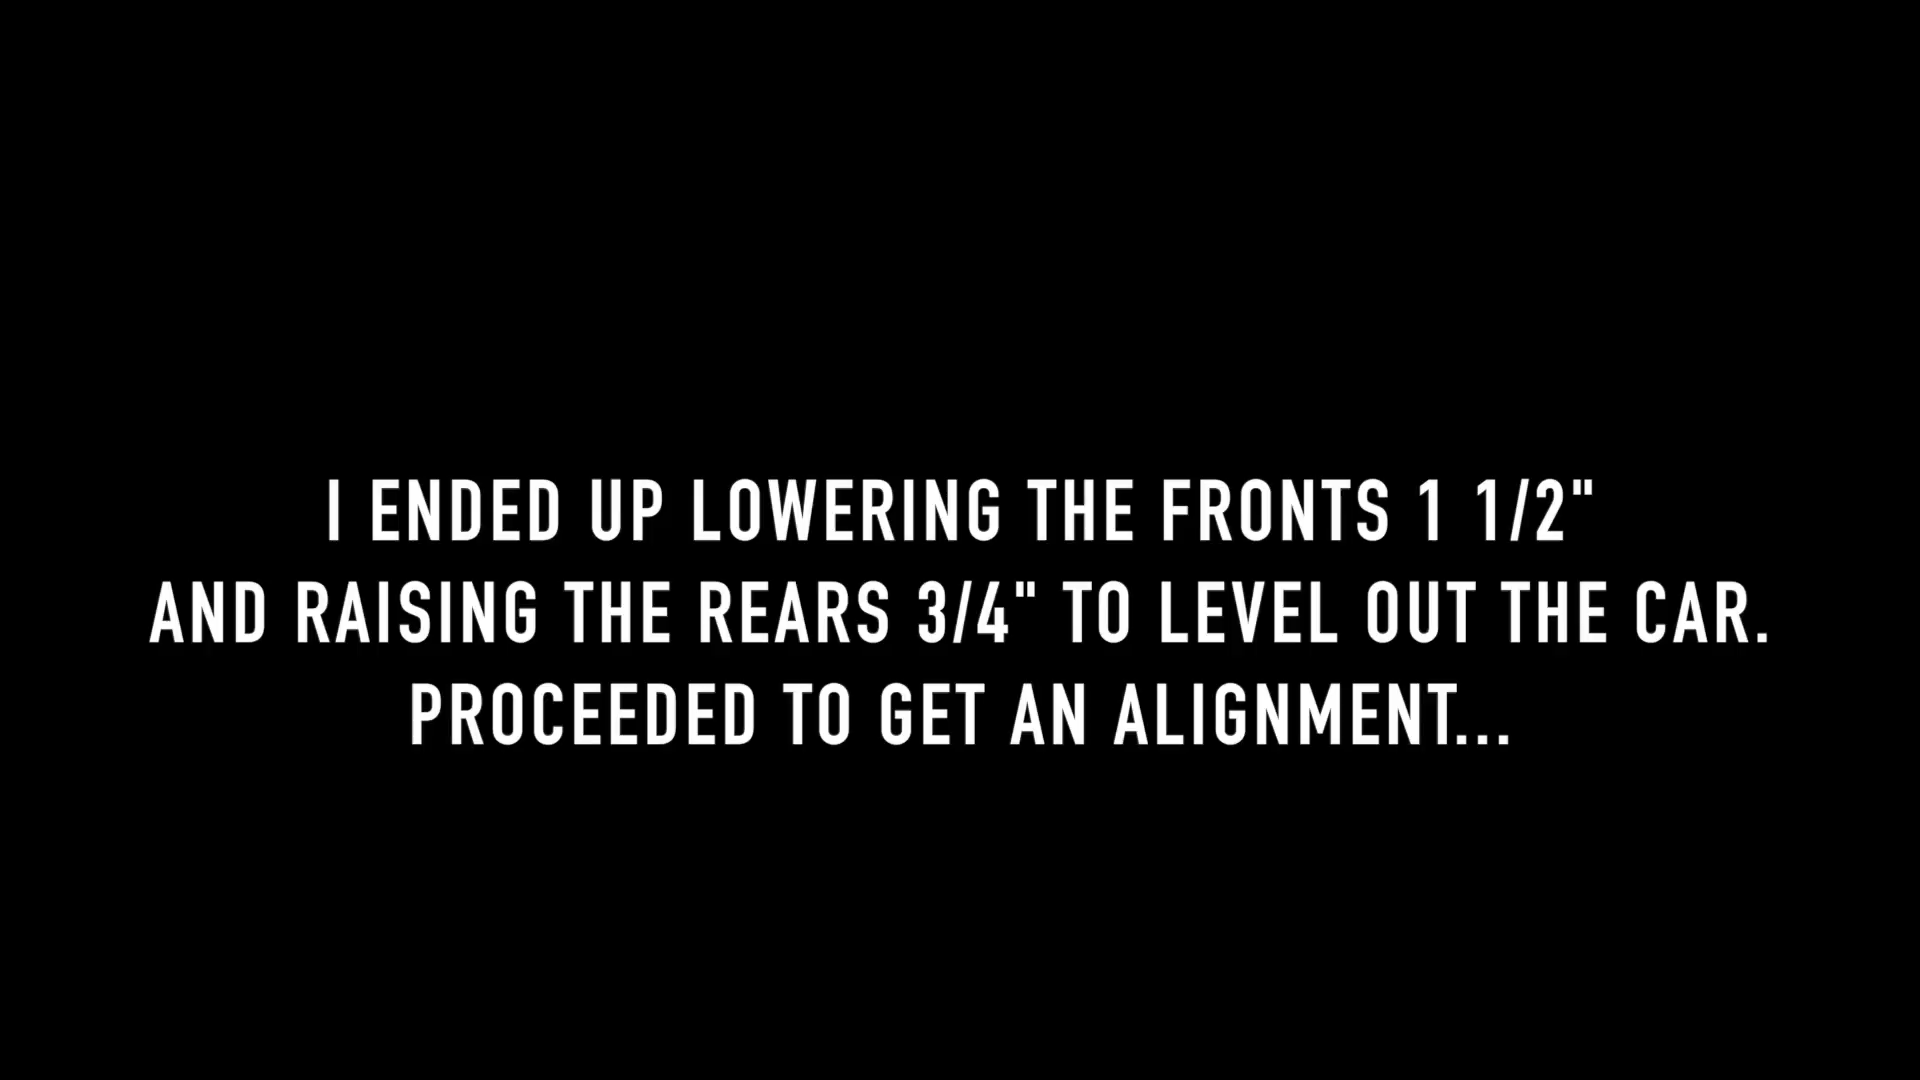 I ENDED UP LOWERING THE FRONTS 1 1/2"
AND RAISING THE REARS 3/4" TO LEVEL OUT THE CAR.
PROCEEDED TO GET AN ALIGNMENT...